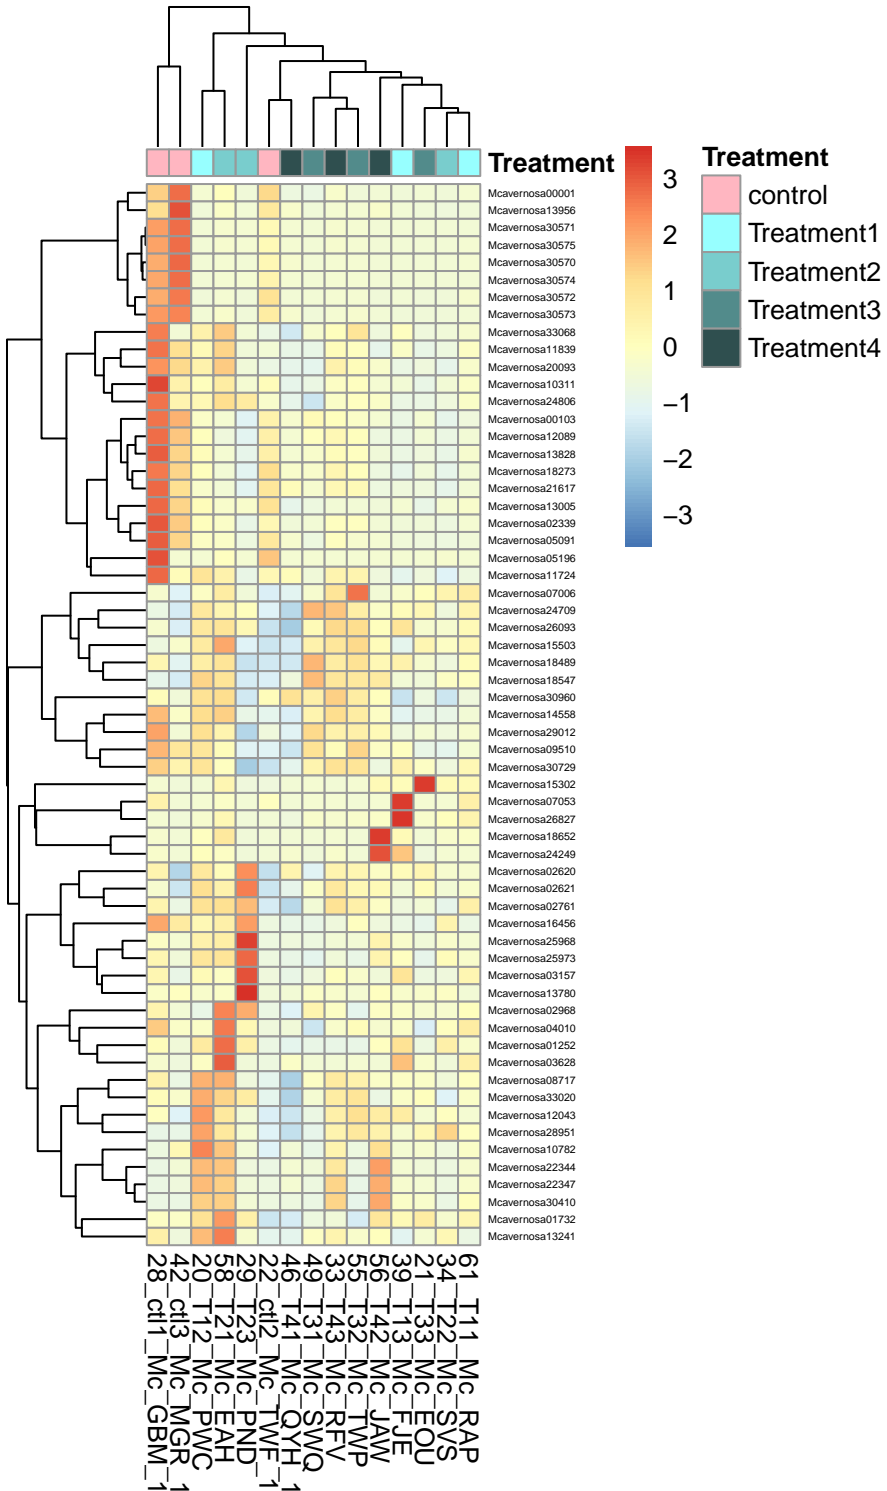 Treatment
3
2
1
0
−1
−2
−3
Treatment
control
Treatment1
Treatment2
Treatment3
Treatment4
Mcavernosa00001
Mcavernosa13956
Mcavernosa30571
Mcavernosa30575
Mcavernosa30570
Mcavernosa30574
Mcavernosa30572
Mcavernosa30573
Mcavernosa33068
Mcavernosa11839
Mcavernosa20093
Mcavernosa10311
Mcavernosa24806
Mcavernosa00103
Mcavernosa12089
Mcavernosa13828
Mcavernosa18273
Mcavernosa21617
Mcavernosa13005
Mcavernosa02339
Mcavernosa05091
Mcavernosa05196
Mcavernosa11724
Mcavernosa07006
Mcavernosa24709
Mcavernosa26093
Mcavernosa15503
Mcavernosa18489
Mcavernosa18547
Mcavernosa30960
Mcavernosa14558
Mcavernosa29012
Mcavernosa09510
Mcavernosa30729
Mcavernosa15302
Mcavernosa07053
Mcavernosa26827
Mcavernosa18652
Mcavernosa24249
Mcavernosa02620
Mcavernosa02621
Mcavernosa02761
Mcavernosa16456
Mcavernosa25968
Mcavernosa25973
Mcavernosa03157
Mcavernosa13780
Mcavernosa02968
Mcavernosa04010
Mcavernosa01252
Mcavernosa03628
Mcavernosa08717
Mcavernosa33020
Mcavernosa12043
Mcavernosa28951
Mcavernosa10782
Mcavernosa22344
Mcavernosa22347
Mcavernosa30410
Mcavernosa01732
Mcavernosa13241
28_ctl1_Mc_GBM_1
42_ctl3_Mc_MGR_1
20_T12_Mc_PWC
58_T21_Mc_EAH
29_T23_Mc_PND
22_ctl2_Mc_TWF_1
46_T41_Mc_QYH_1
49_T31_Mc_SWQ
33_T43_Mc_RFV
55_T32_Mc_TWP
56_T42_Mc_JAW
39_T13_Mc_FJE
21_T33_Mc_EOU
34_T22_Mc_SVS
61_T11_Mc_RAP